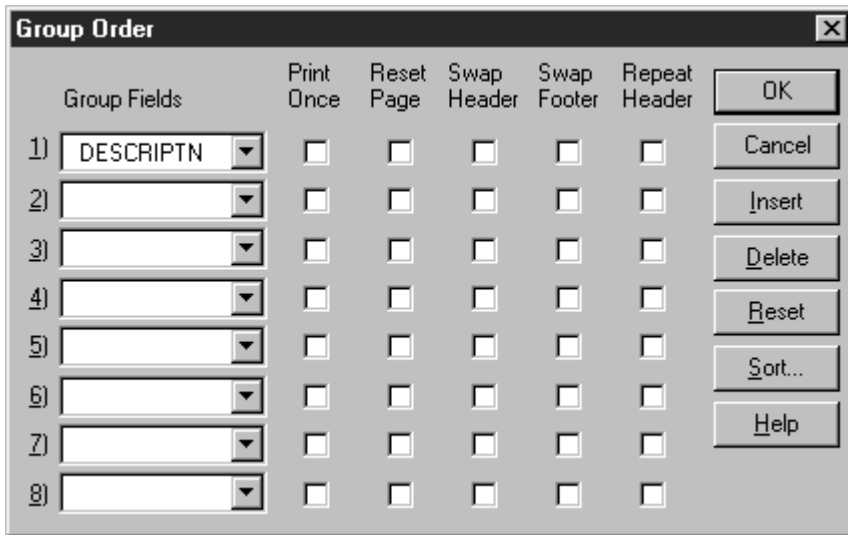 Group Order
Print Reset Swap Swap Repeat
Group Fields Once Page Header Footer Header
OK
1) DESCRIPTN
Cancel
2)
Insert
3)
Delete
4)
Reset
5)
Sort...
6)
Help
7)
8)